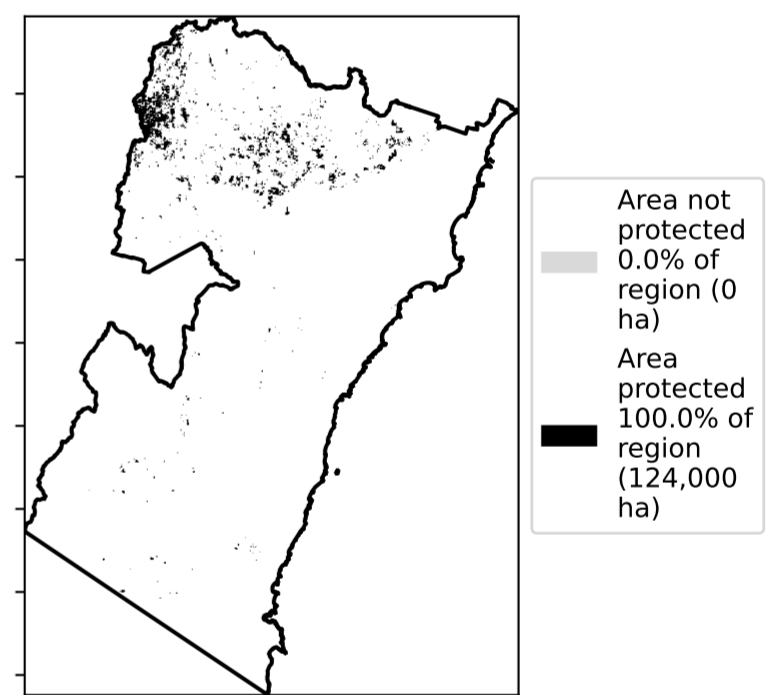 Area not
protected
0.0% of
region (0
ha)
Area
protected
100.0% of
region
(124,000
ha)